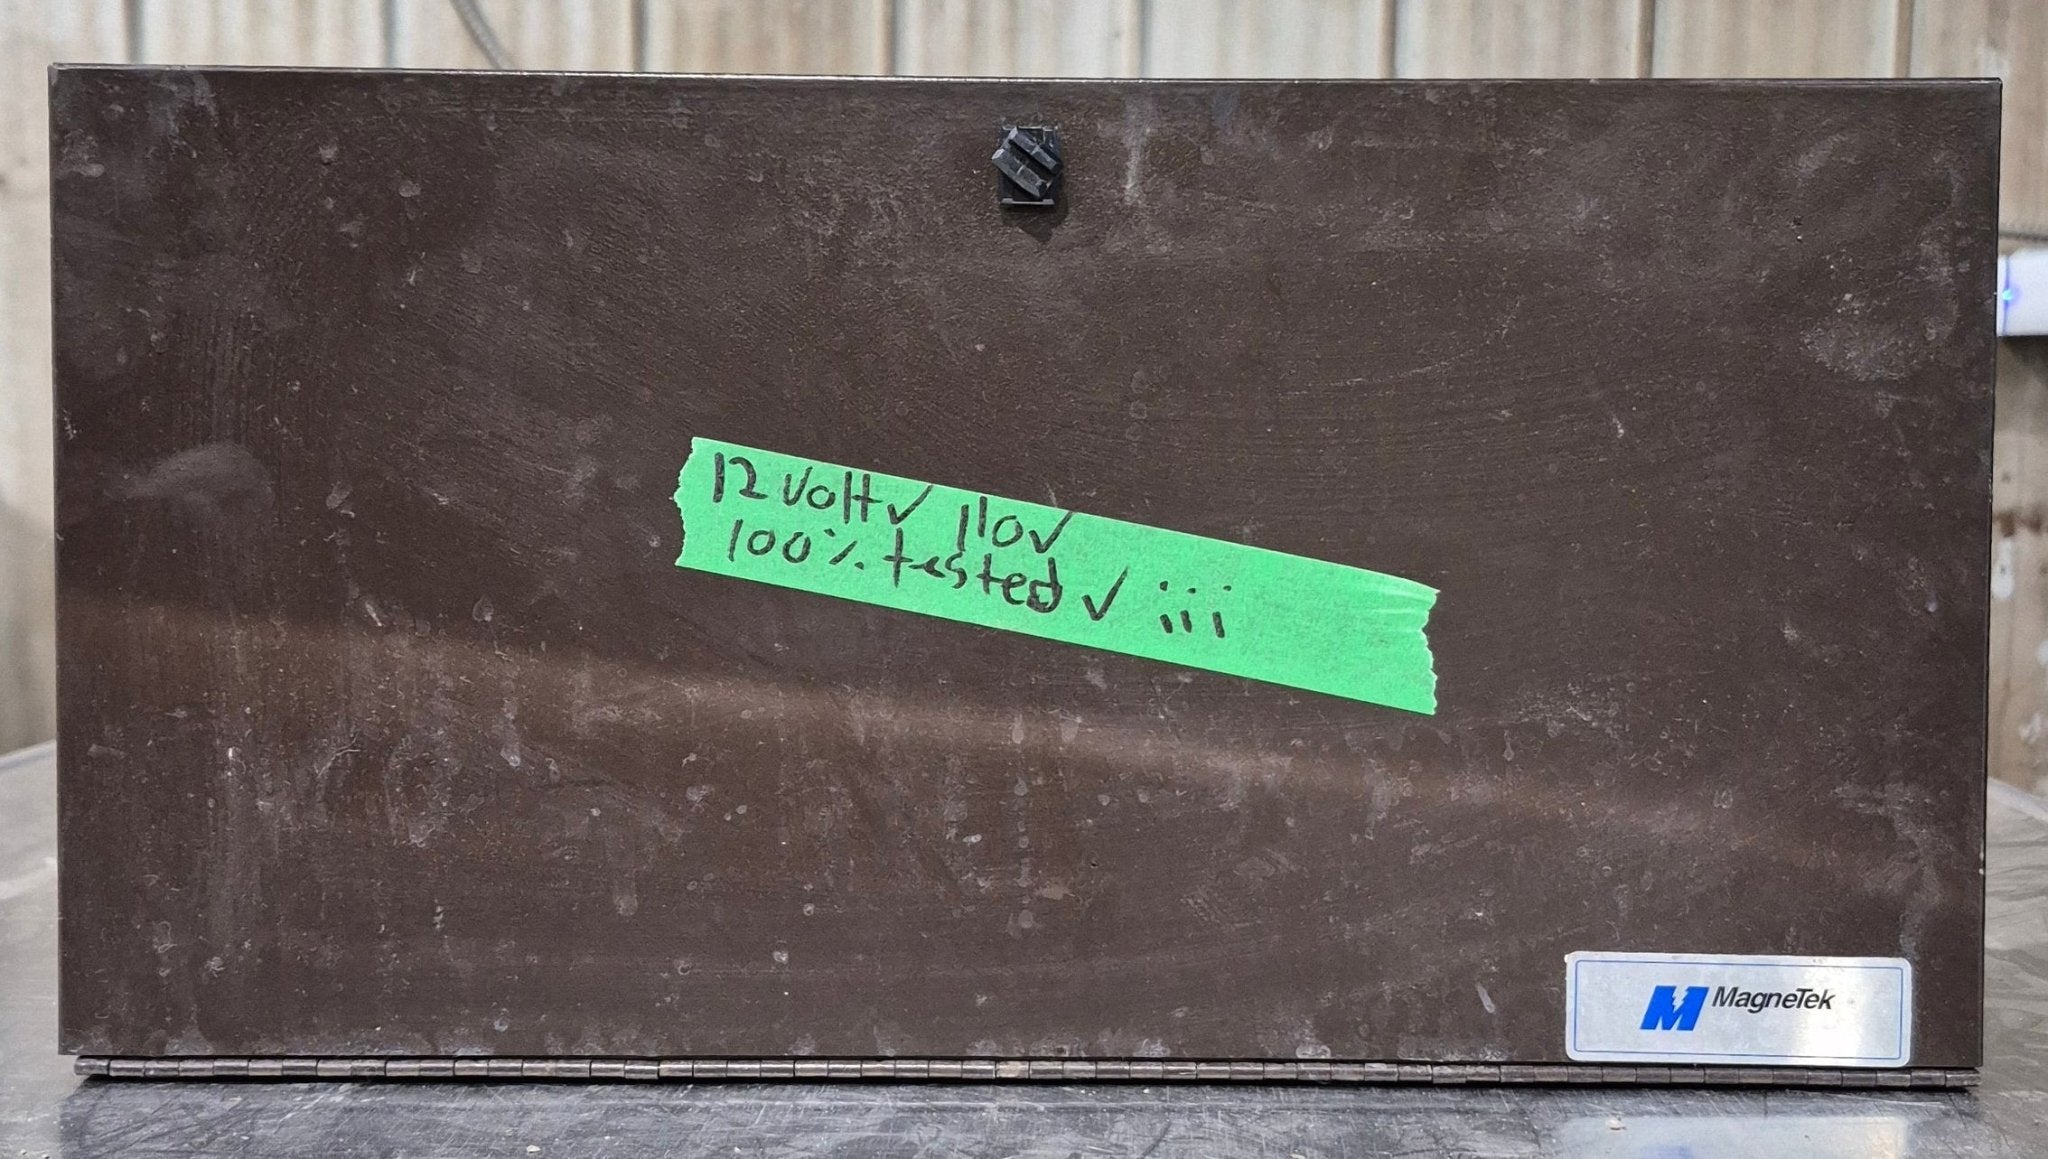 12 volt✓ 110✓
100% tested ✓ ¡¡¡
MagneTek